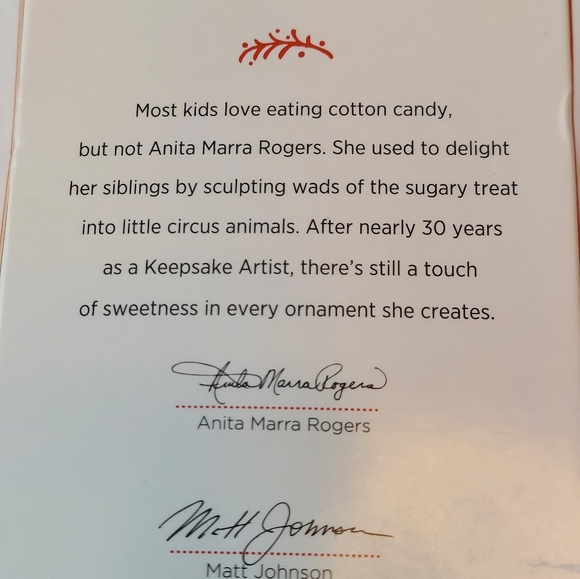 Most kids love eating cotton candy,
but not Anita Marra Rogers. She used to delight
her siblings by sculpting wads of the sugary treat
into little circus animals. After nearly 30 years
as a Keepsake Artist, there's still a touch
of sweetness in every ornament she creates.
Anita Marra Rogers
Anita Marra Rogers
Matt Johnson
Matt Johnson